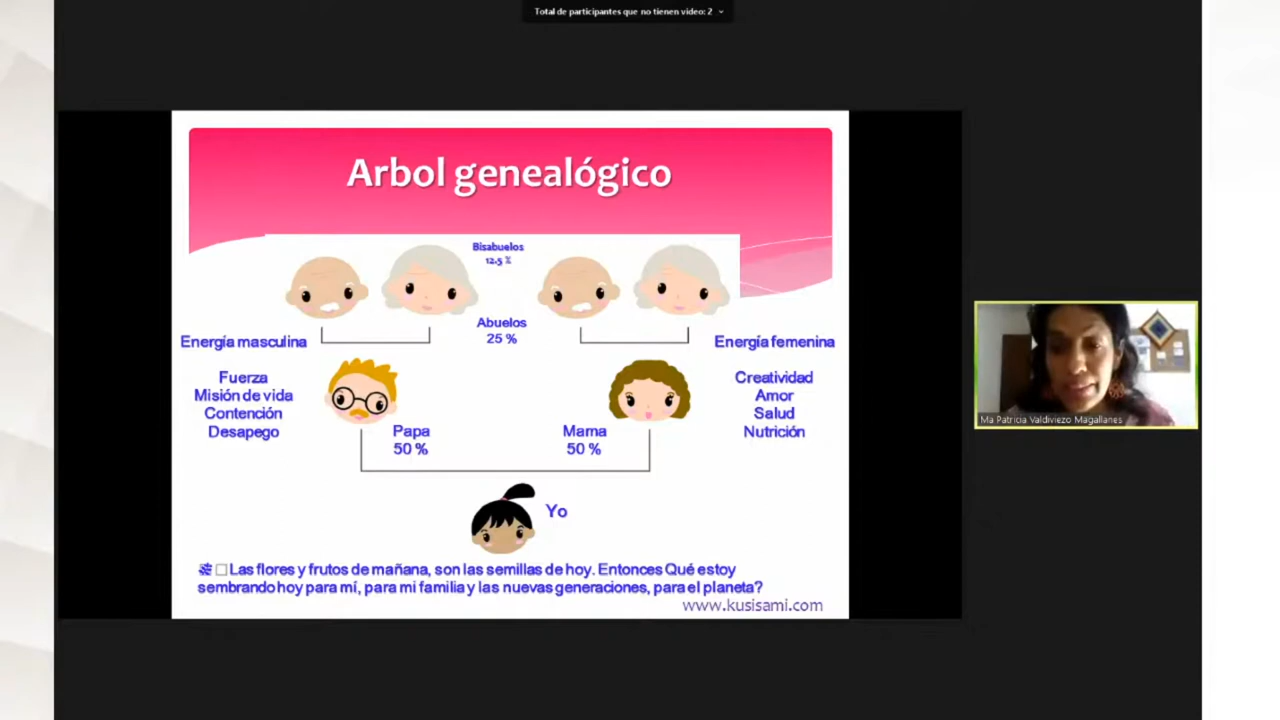 Total de participantes que no tienen video: 2
Arbol genealógico
Bisabuelos
12.5 %
Abuelos
25 %
Energía masculina
Fuerza
Misión de vida
Contención
Desapego
Energía femenina
Creatividad
Amor
Salud
Nutrición
Papa
50 %
Mama
50 %
Yo
Las flores y frutos de mañana, son las semillas de hoy. Entonces Qué estoy
sembrando hoy para mí, para mi familia y las nuevas generaciones, para el planeta?
www.kusisami.com
Ma Patricia Valdiviezo Magallanes